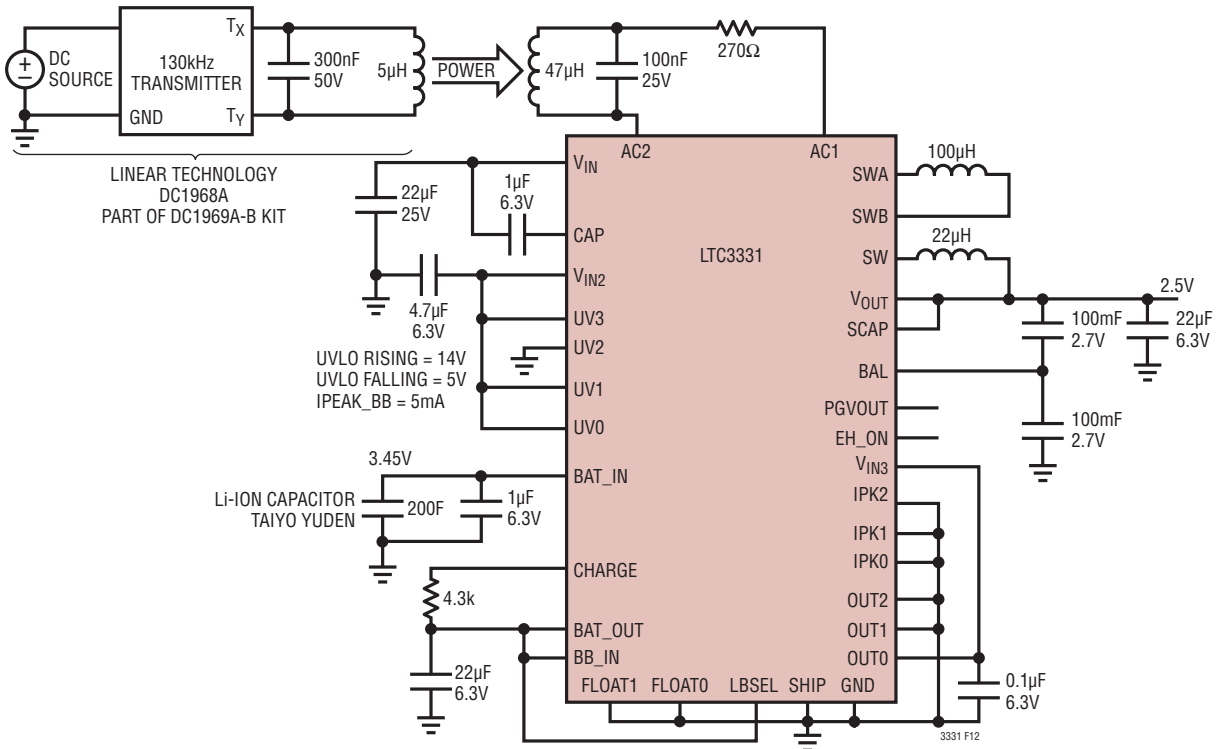 DC
SOURCE
130kHz
TRANSMITTER
GND
TX
TY
300nF
50V
5µH
POWER
47µH
100nF
25V
270Ω
LINEAR TECHNOLOGY
DC1968A
PART OF DC1969A-B KIT
22µF
25V
1µF
6.3V
4.7µF
6.3V
UVLO RISING = 14V
UVLO FALLING = 5V
IPEAK_BB = 5mA
3.45V
Li-ION CAPACITOR
TAIYO YUDEN
200F
1µF
6.3V
4.3k
22µF
6.3V
AC2
AC1
LTC3331
VIN
CAP
VIN2
UV3
UV2
UV1
UV0
BAT_IN
CHARGE
BAT_OUT
BB_IN
FLOAT1 FLOAT0 LBSEL SHIP GND
SWA
SWB
SW
VOUT
SCAP
BAL
PGVOUT
EH_ON
VIN3
IPK2
IPK1
IPK0
OUT2
OUT1
OUT0
100µH
22µH
2.5V
100mF
2.7V
22µF
6.3V
100mF
2.7V
0.1µF
6.3V
3331 F12